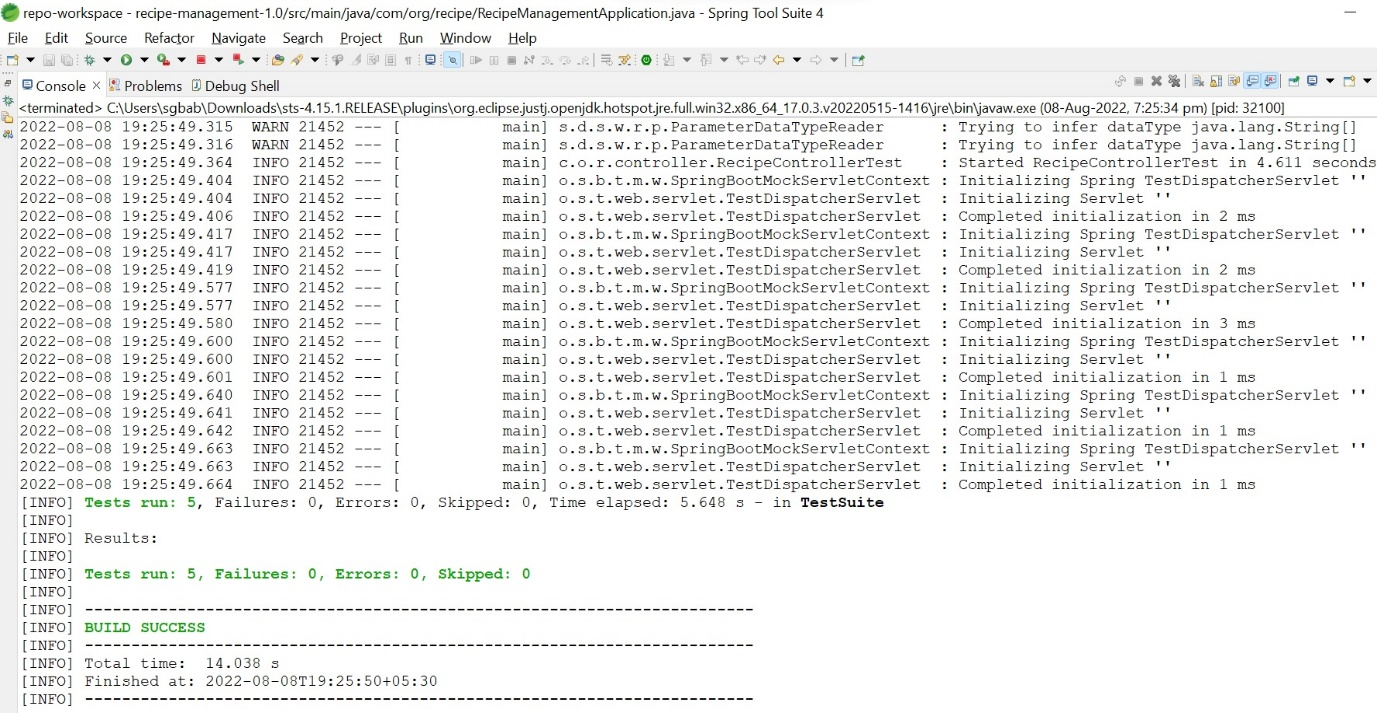 repo-workspace - recipe-management-1.0/src/main/java/com/org/recipe/RecipeManagementApplication.java - Spring Tool Suite 4
File Edit Source Refactor Navigate Search Project Run Window Help
Console Problems Debug Shell
<terminated> C:\Users\sgbab\Downloads\sts-4.15.1.RELEASE\plugins\org.eclipse.justj.openjdk.hotspot.jre.full.win32.x86_64_17.0.3.v20220515-1416\jre\bin\javaw.exe (08-Aug-2022, 7:25:34 pm) [pid: 32100]
2022-08-08 19:25:49.315  WARN 21452 --- [           main] s.d.s.w.r.p.ParameterDataTypeReader      : Trying to infer dataType java.lang.String[]
2022-08-08 19:25:49.316  WARN 21452 --- [           main] s.d.s.w.r.p.ParameterDataTypeReader      : Trying to infer dataType java.lang.String[]
2022-08-08 19:25:49.364  INFO 21452 --- [           main] c.o.r.controller.RecipeControllerTest    : Started RecipeControllerTest in 4.611 seconds
2022-08-08 19:25:49.404  INFO 21452 --- [           main] o.s.b.t.m.w.SpringBootMockServletContext : Initializing Spring TestDispatcherServlet ''
2022-08-08 19:25:49.404  INFO 21452 --- [           main] o.s.t.web.servlet.TestDispatcherServlet  : Initializing Servlet ''
2022-08-08 19:25:49.406  INFO 21452 --- [           main] o.s.t.web.servlet.TestDispatcherServlet  : Completed initialization in 2 ms
2022-08-08 19:25:49.417  INFO 21452 --- [           main] o.s.b.t.m.w.SpringBootMockServletContext : Initializing Spring TestDispatcherServlet ''
2022-08-08 19:25:49.417  INFO 21452 --- [           main] o.s.t.web.servlet.TestDispatcherServlet  : Initializing Servlet ''
2022-08-08 19:25:49.419  INFO 21452 --- [           main] o.s.t.web.servlet.TestDispatcherServlet  : Completed initialization in 2 ms
2022-08-08 19:25:49.577  INFO 21452 --- [           main] o.s.b.t.m.w.SpringBootMockServletContext : Initializing Spring TestDispatcherServlet ''
2022-08-08 19:25:49.577  INFO 21452 --- [           main] o.s.t.web.servlet.TestDispatcherServlet  : Initializing Servlet ''
2022-08-08 19:25:49.580  INFO 21452 --- [           main] o.s.t.web.servlet.TestDispatcherServlet  : Completed initialization in 3 ms
2022-08-08 19:25:49.600  INFO 21452 --- [           main] o.s.b.t.m.w.SpringBootMockServletContext : Initializing Spring TestDispatcherServlet ''
2022-08-08 19:25:49.600  INFO 21452 --- [           main] o.s.t.web.servlet.TestDispatcherServlet  : Initializing Servlet ''
2022-08-08 19:25:49.601  INFO 21452 --- [           main] o.s.t.web.servlet.TestDispatcherServlet  : Completed initialization in 1 ms
2022-08-08 19:25:49.640  INFO 21452 --- [           main] o.s.b.t.m.w.SpringBootMockServletContext : Initializing Spring TestDispatcherServlet ''
2022-08-08 19:25:49.641  INFO 21452 --- [           main] o.s.t.web.servlet.TestDispatcherServlet  : Initializing Servlet ''
2022-08-08 19:25:49.642  INFO 21452 --- [           main] o.s.t.web.servlet.TestDispatcherServlet  : Completed initialization in 1 ms
2022-08-08 19:25:49.663  INFO 21452 --- [           main] o.s.b.t.m.w.SpringBootMockServletContext : Initializing Spring TestDispatcherServlet ''
2022-08-08 19:25:49.663  INFO 21452 --- [           main] o.s.t.web.servlet.TestDispatcherServlet  : Initializing Servlet ''
2022-08-08 19:25:49.664  INFO 21452 --- [           main] o.s.t.web.servlet.TestDispatcherServlet  : Completed initialization in 1 ms
[INFO] Tests run: 5, Failures: 0, Errors: 0, Skipped: 0, Time elapsed: 5.648 s - in TestSuite
[INFO]
[INFO] Results:
[INFO]
[INFO] Tests run: 5, Failures: 0, Errors: 0, Skipped: 0
[INFO]
[INFO] ------------------------------------------------------------------------
[INFO] BUILD SUCCESS
[INFO] ------------------------------------------------------------------------
[INFO] Total time:  14.038 s
[INFO] Finished at: 2022-08-08T19:25:50+05:30
[INFO] ------------------------------------------------------------------------